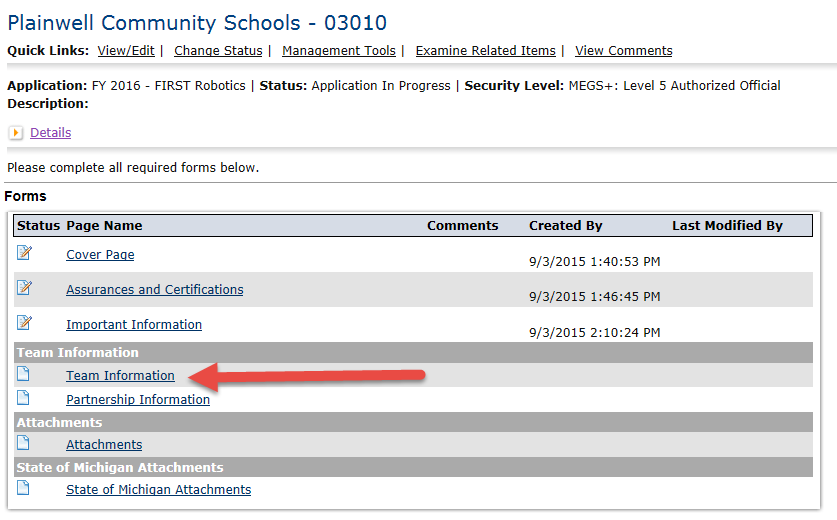 Plainwell Community Schools - 03010
Quick Links: View/Edit | Change Status | Management Tools | Examine Related Items | View Comments
Application: FY 2016 - FIRST Robotics | Status: Application In Progress | Security Level: MEGS+: Level 5 Authorized Official
Description:
Details
Please complete all required forms below.
Forms
Status Page Name Comments Created By Last Modified By
Cover Page 9/3/2015 1:40:53 PM
Assurances and Certifications 9/3/2015 1:46:45 PM
Important Information 9/3/2015 2:10:24 PM
Team Information
Team Information
Partnership Information
Attachments
Attachments
State of Michigan Attachments
State of Michigan Attachments